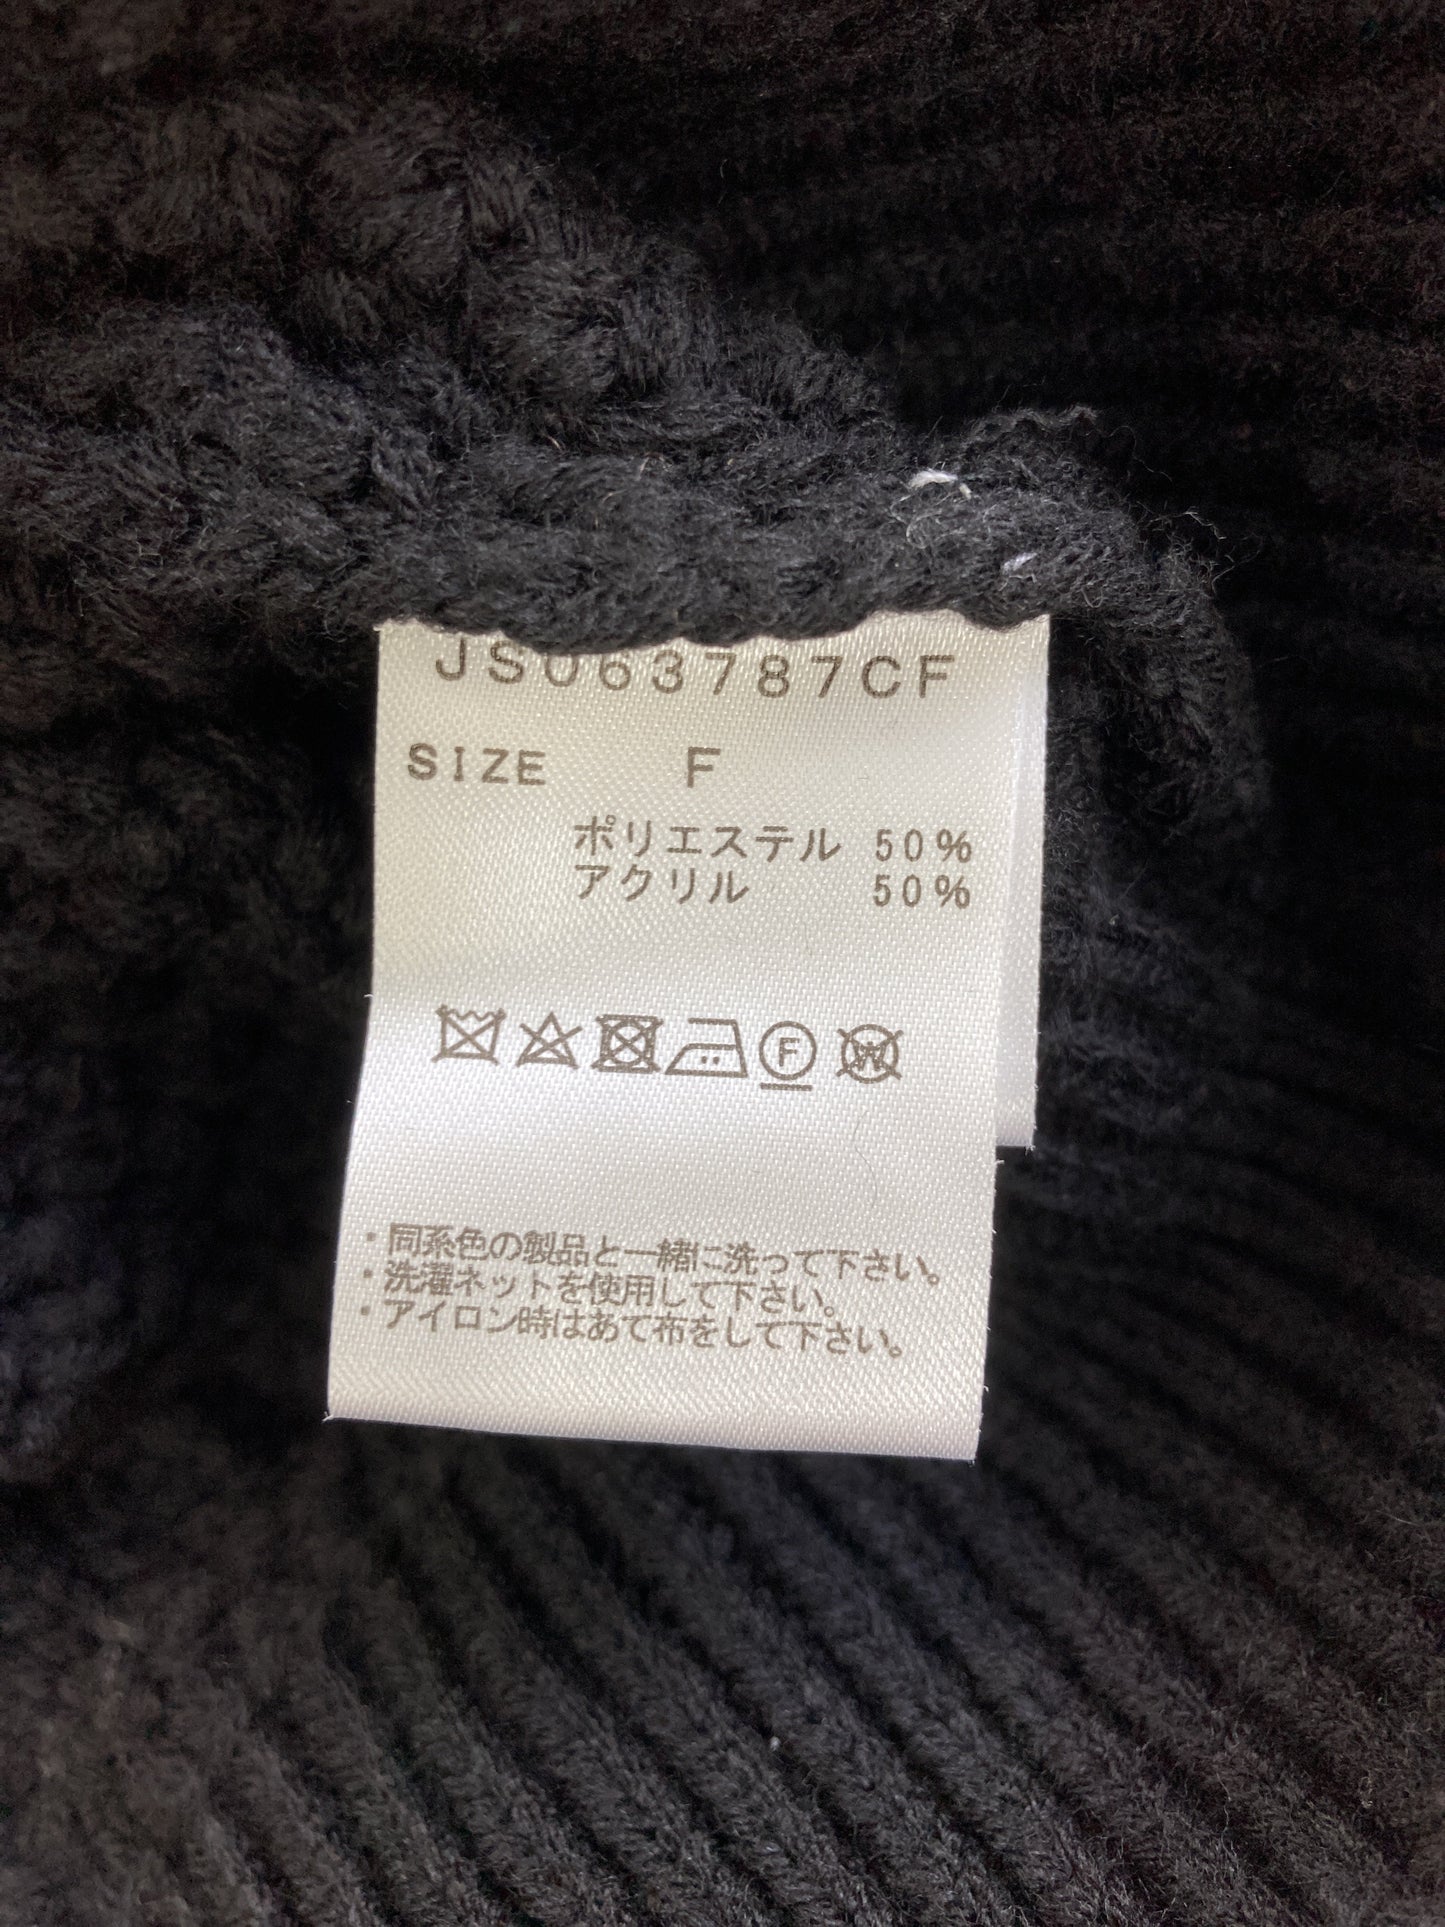 JS063787CF
SIZE F
ポリエステル 50%
アクリル 50%
F
W
・同系色の製品と一緒に洗って下さい。
・洗濯ネットを使用して下さい。
・アイロン時はあて布をして下さい。